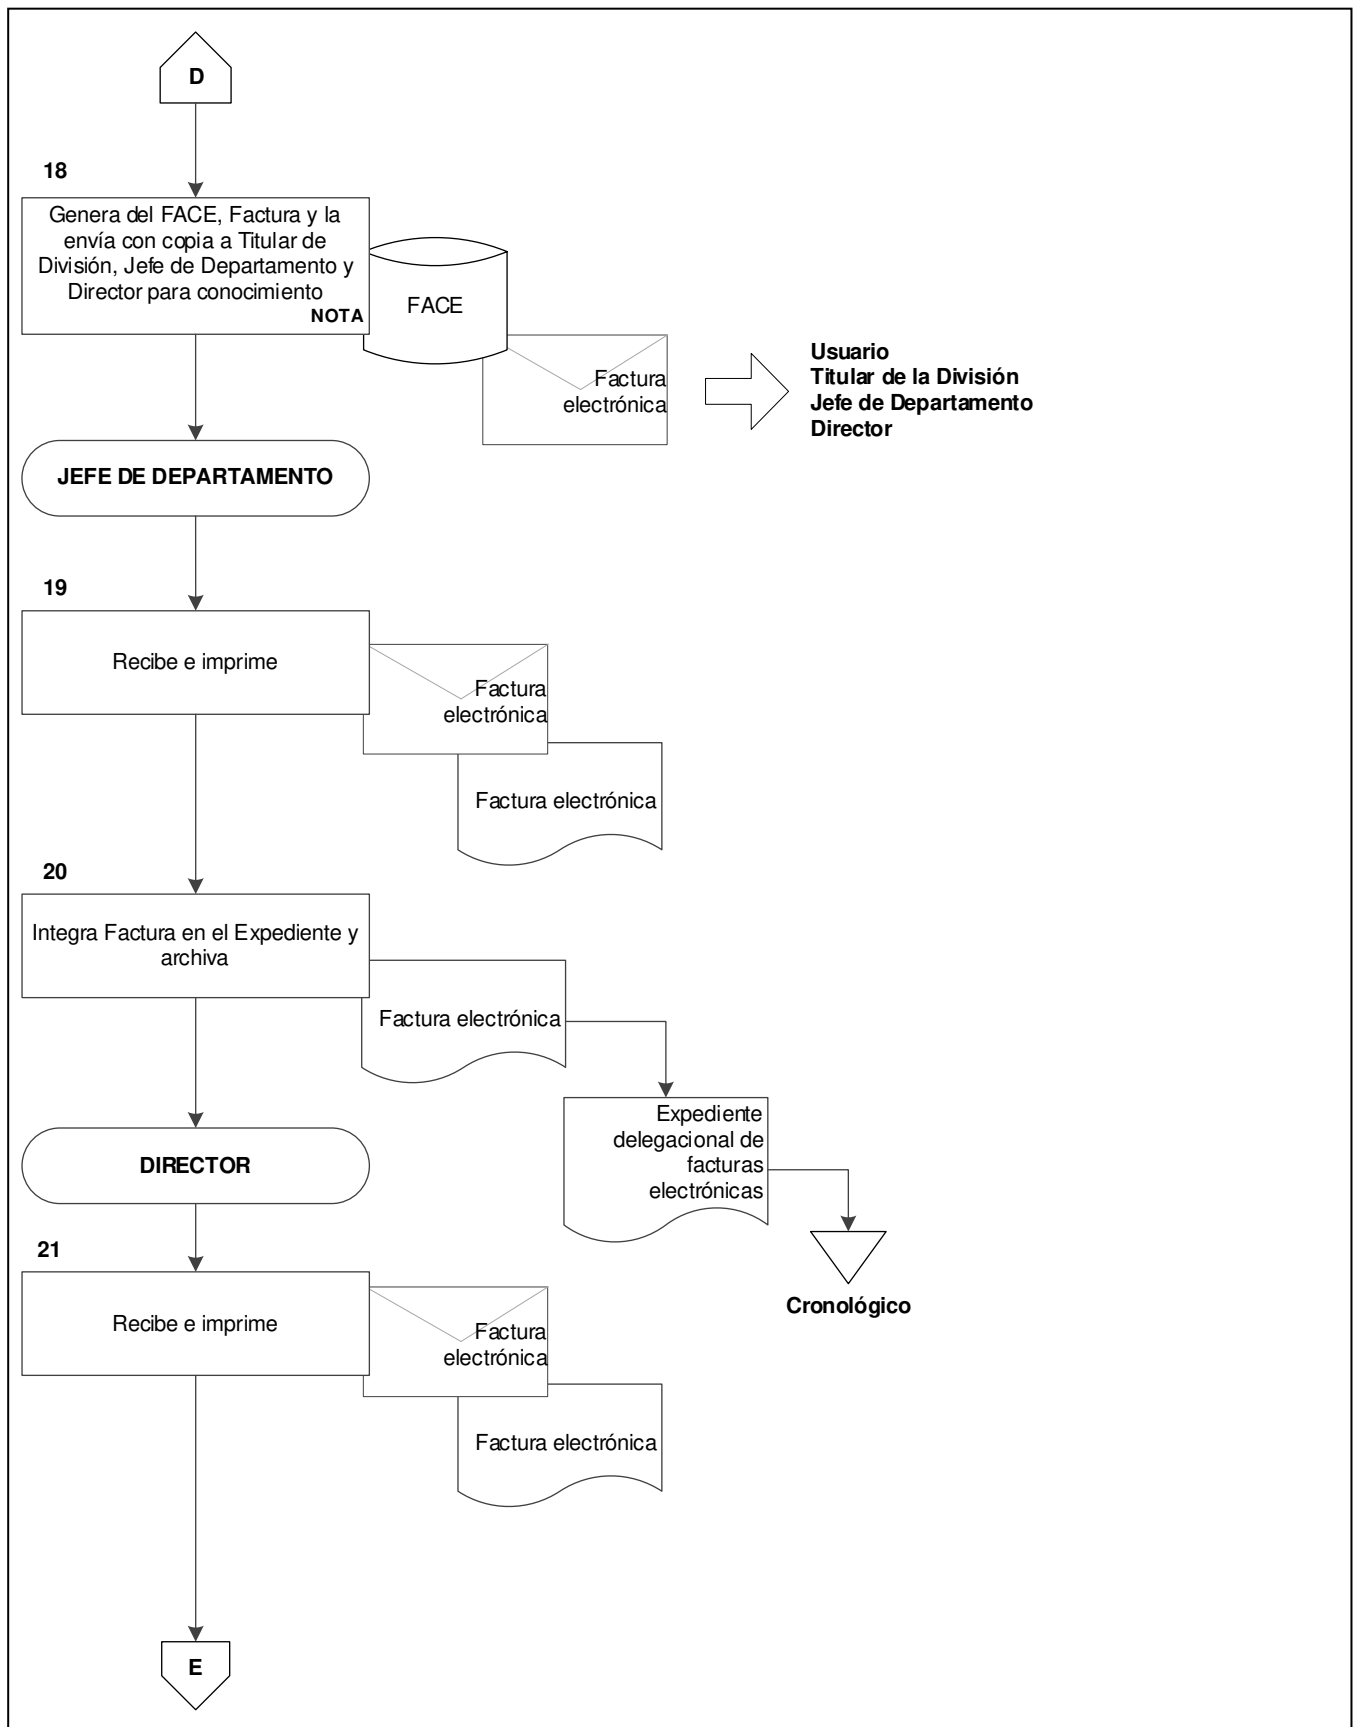 D
18
Genera del FACE, Factura y la
envía con copia a Titular de
División, Jefe de Departamento y
Director para conocimiento
NOTA
FACE
Factura
electrónica
Usuario
Titular de la División
Jefe de Departamento
Director
JEFE DE DEPARTAMENTO
19
Recibe e imprime
Factura
electrónica
Factura electrónica
20
Integra Factura en el Expediente y
archiva
Factura electrónica
Expediente
delegacional de
facturas
electrónicas
Cronológico
DIRECTOR
21
Recibe e imprime
Factura
electrónica
Factura electrónica
E